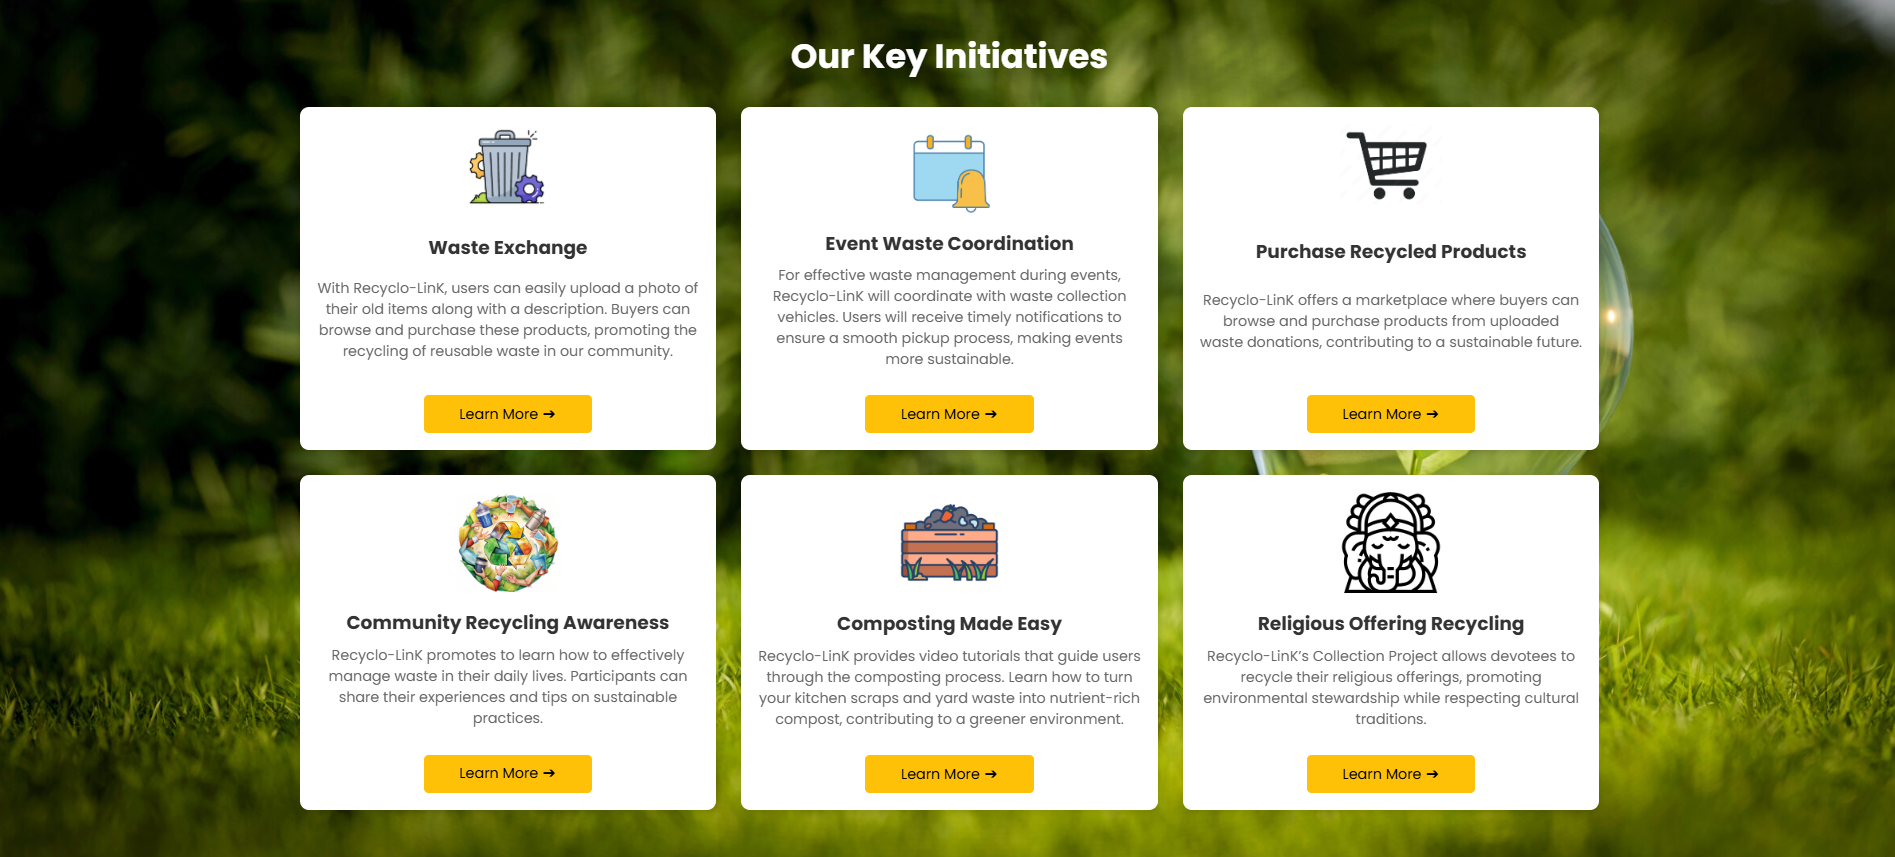 Our Key Initiatives
Waste Exchange
With Recyclo-LinK, users can easily upload a photo of
their old items along with a description. Buyers can
browse and purchase these products, promoting the
recycling of reusable waste in our community.
Learn More ➔
Event Waste Coordination
For effective waste management during events,
Recyclo-LinK will coordinate with waste collection
vehicles. Users will receive timely notifications to
ensure a smooth pickup process, making events
more sustainable.
Learn More ➔
Purchase Recycled Products
Recyclo-LinK offers a marketplace where buyers can
browse and purchase products from uploaded
waste donations, contributing to a sustainable future.
Learn More ➔
Community Recycling Awareness
Recyclo-LinK promotes to learn how to effectively
manage waste in their daily lives. Participants can
share their experiences and tips on sustainable
practices.
Learn More ➔
Composting Made Easy
Recyclo-LinK provides video tutorials that guide users
through the composting process. Learn how to turn
your kitchen scraps and yard waste into nutrient-rich
compost, contributing to a greener environment.
Learn More ➔
Religious Offering Recycling
Recyclo-LinK’s Collection Project allows devotees to
recycle their religious offerings, promoting
environmental stewardship while respecting cultural
traditions.
Learn More ➔